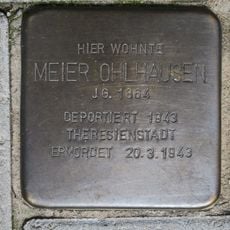 HIER WOHNTE
MEIER OHLHAUSEN
JG. 1864
DEPORTIERT 1943
THERESIENSTADT
ERMORDET 20.3.1943